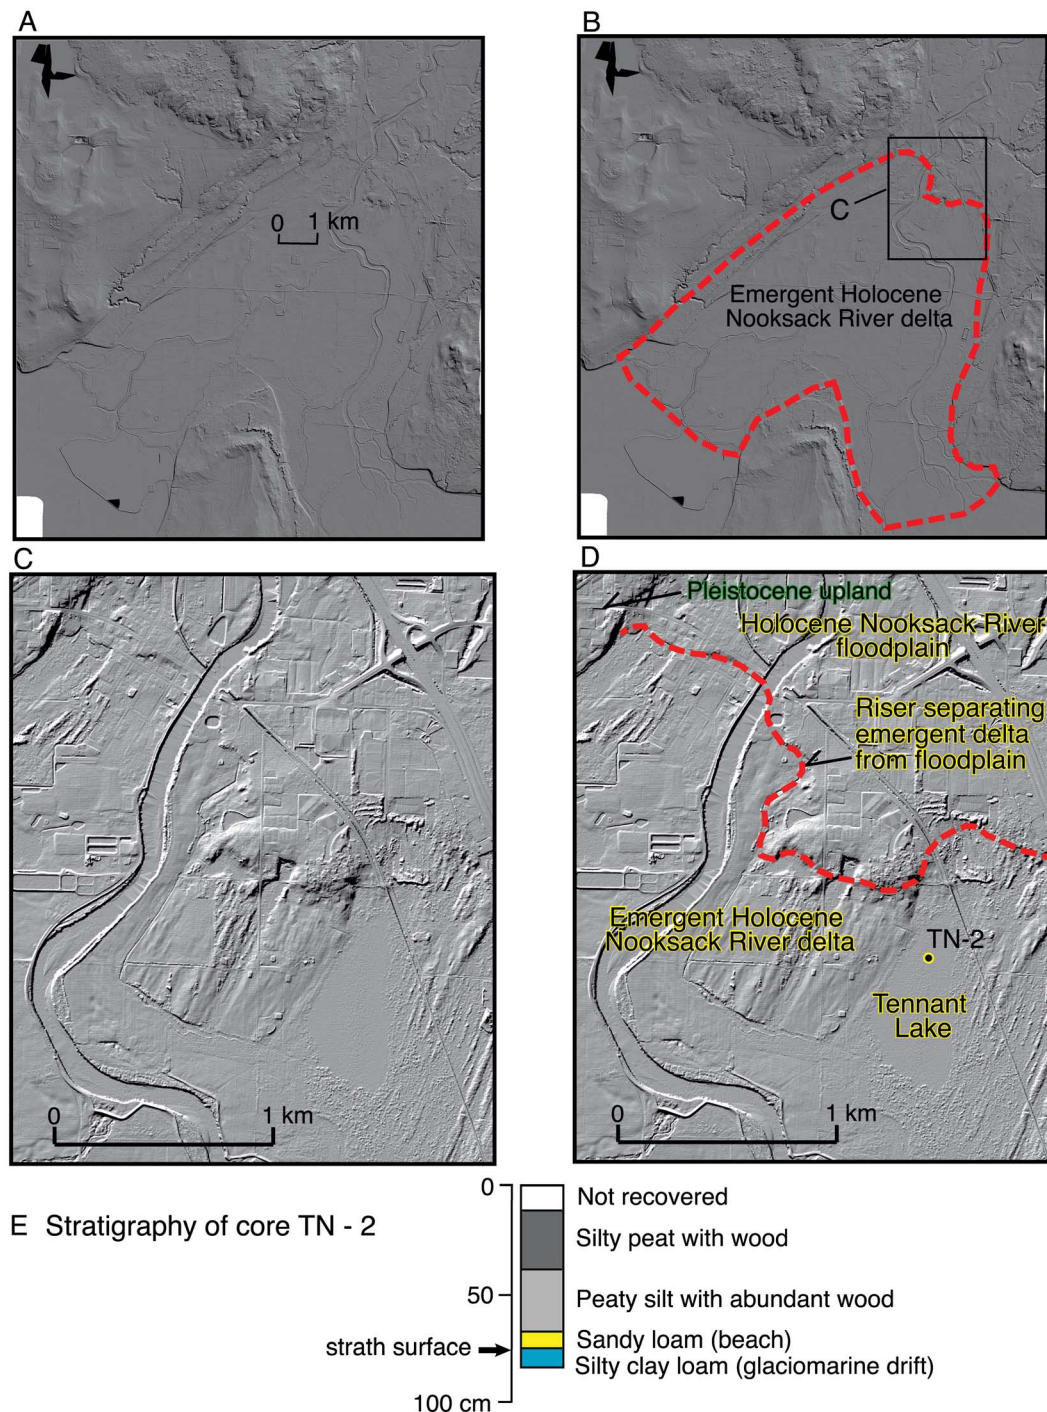 A
B
0 1 km
C
Emergent Holocene
Nooksack River delta
C
D
0 1 km
Pleistocene upland
Holocene Nooksack River
floodplain
Riser separating
emergent delta
from floodplain
Emergent Holocene
Nooksack River delta
TN-2
Tennant
Lake
0 1 km
E Stratigraphy of core TN - 2
0
Not recovered
Silty peat with wood
50
Peaty silt with abundant wood
strath surface
Sandy loam (beach)
Silty clay loam (glaciomarine drift)
100 cm